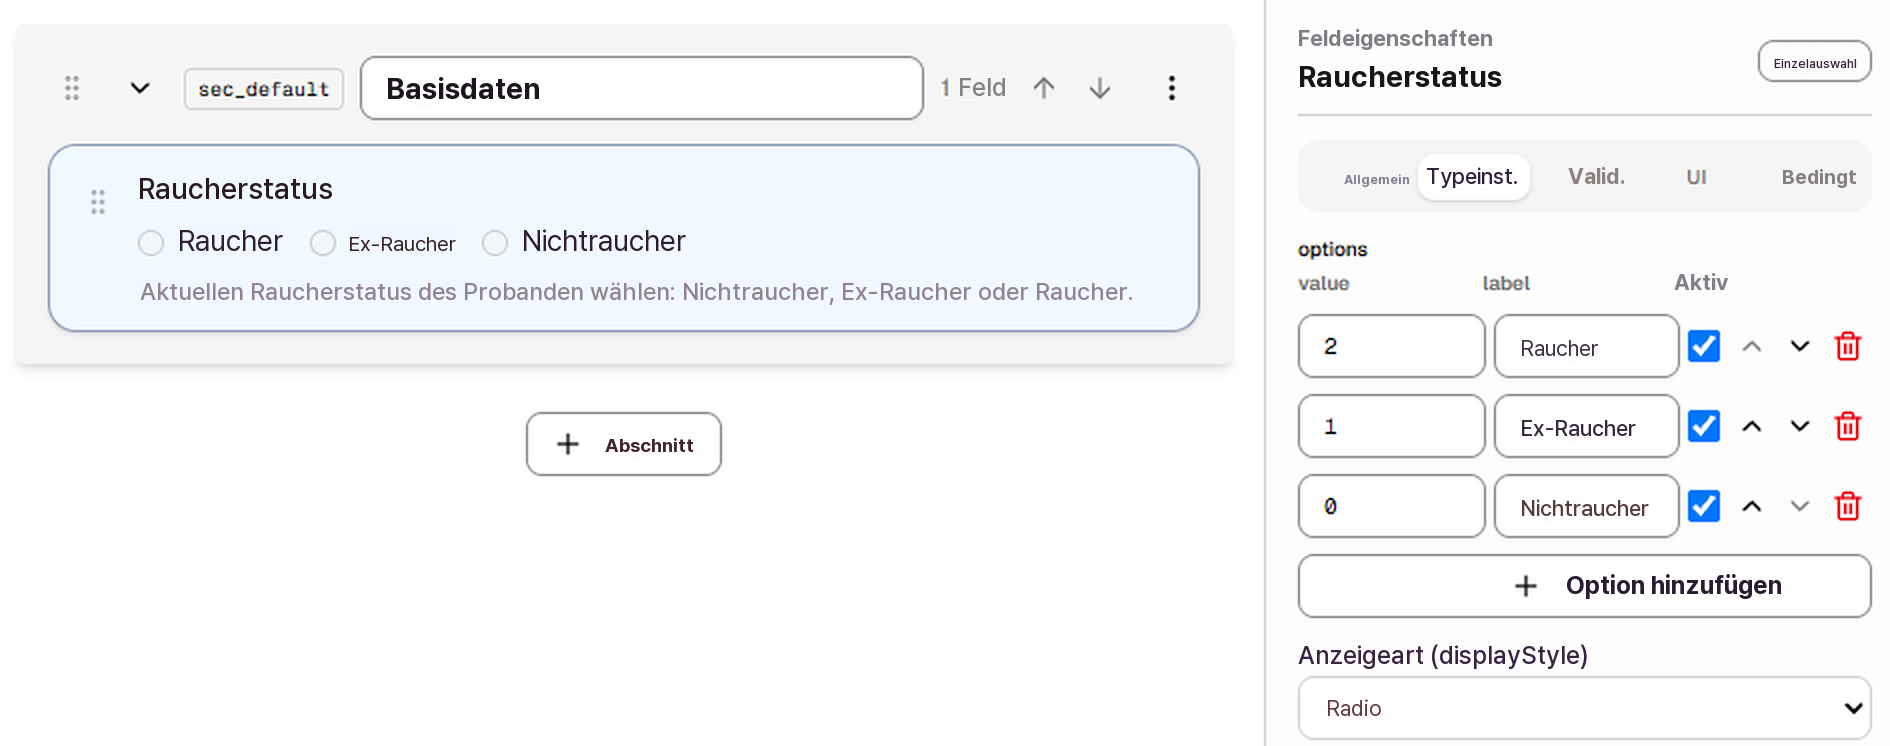 sec_default
Basisdaten
1 Feld
Raucherstatus
Raucher
Ex-Raucher
Nichtraucher
Aktuellen Raucherstatus des Probanden wählen: Nichtraucher, Ex-Raucher oder Raucher.
Abschnitt
Feldeigenschaften
Raucherstatus
Einzelauswahl
Allgemein
Typeinst.
Valid.
UI
Bedingt
options
value
label
Aktiv
2
Raucher
1
Ex-Raucher
0
Nichtraucher
Option hinzufügen
Anzeigeart (displayStyle)
Radio